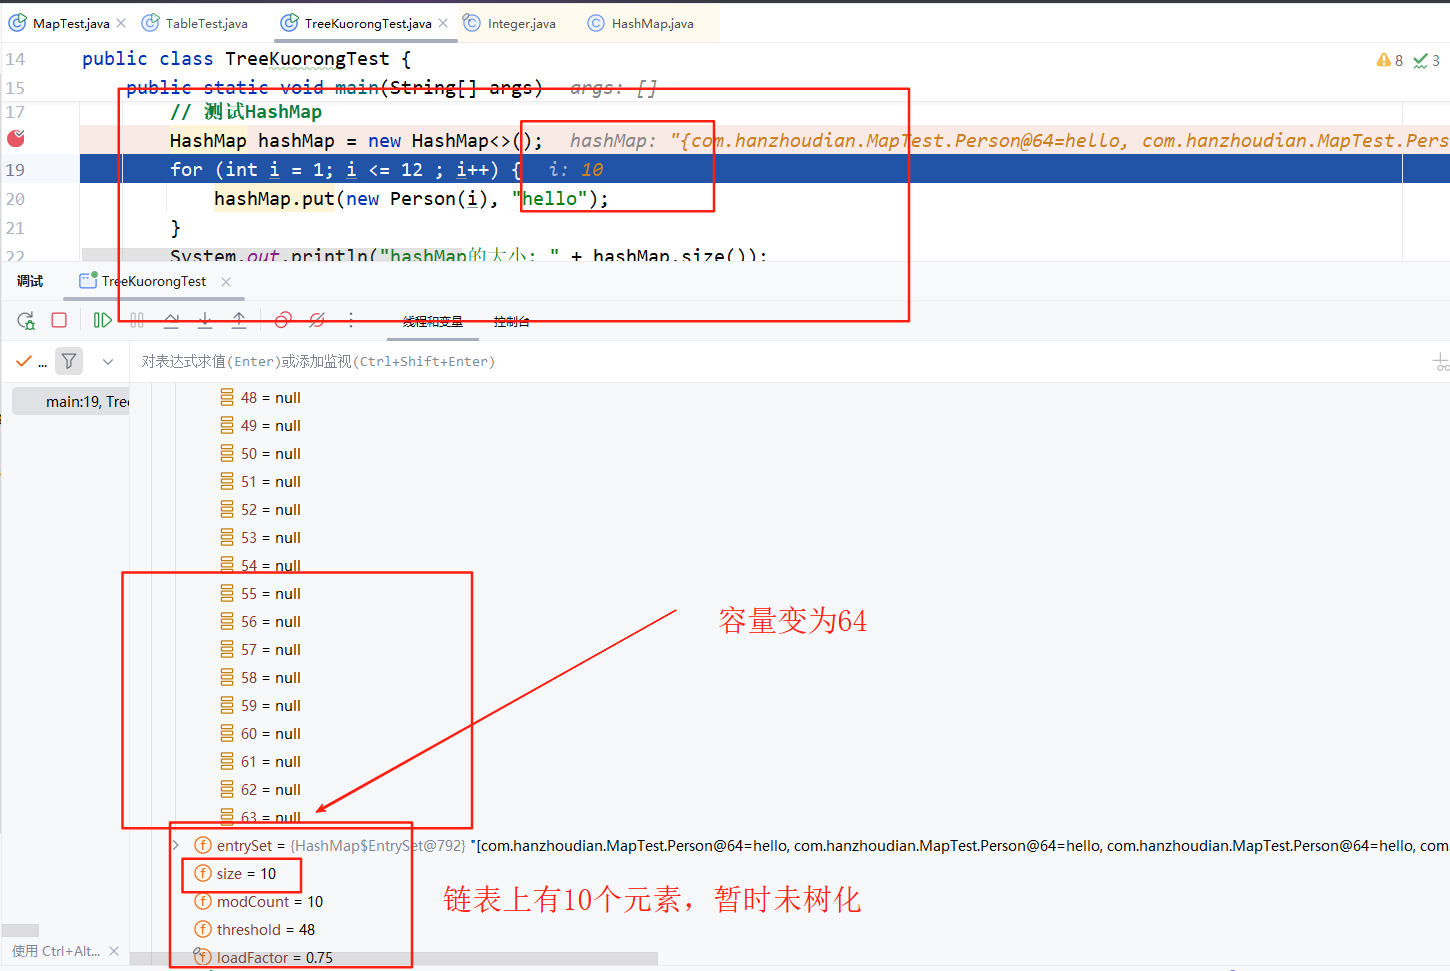 MapTest.java
TableTest.java
TreeKuorongTest.java
Integer.java
HashMap.java
14 public class TreeKuorongTest {
8
3
15 public static void main(String[] args) args: []
17 // 测试HashMap
HashMap hashMap = new HashMap<>(); hashMap: "{com.hanzhoudian.MapTest.Person@64=hello, com.hanzhoudian.MapTest.Pers
19 for (int i = 1; i <= 12 ; i++) { i: 10
20 hashMap.put(new Person(i), "hello");
21 }
22 System.out.println("hashMap的大小: " + hashMap.size());
调试
TreeKuorongTest
线程和变量
控制台
...
对表达式求值(Enter)或添加监视(Ctrl+Shift+Enter)
main:19, Tree
48 = null
49 = null
50 = null
51 = null
52 = null
53 = null
54 = null
55 = null
56 = null
容量变为64
57 = null
58 = null
59 = null
60 = null
61 = null
62 = null
63 = null
entrySet = {HashMap$EntrySet@792} "[com.hanzhoudian.MapTest.Person@64=hello, com.hanzhoudian.MapTest.Person@64=hello, com.hanzhoudian.MapTest.Person@64=hello, com
size = 10
链表上有10个元素，暂时未树化
modCount = 10
threshold = 48
使用 Ctrl+Alt...
loadFactor = 0.75